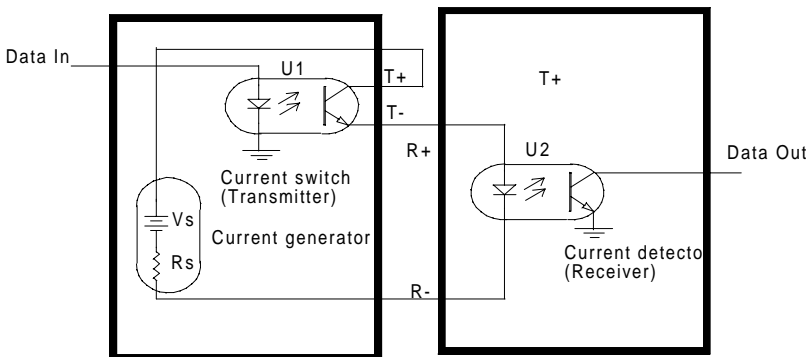 Data In
U1
T+
T+
T-
R+
U2
Data Out
Current switch
(Transmitter)
Vs
Current generator
Rs
Current detecto
(Receiver)
R-